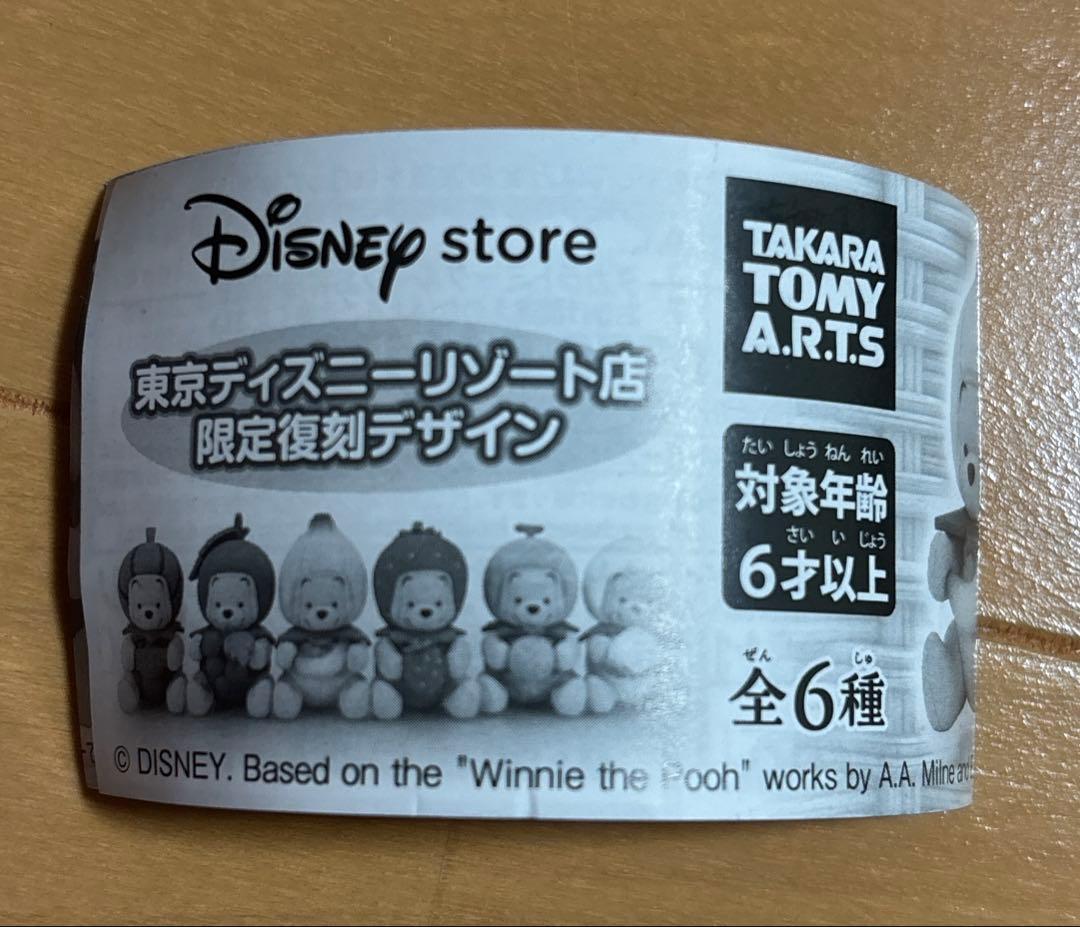 Disney store
東京ディズニーリゾート店
限定復刻デザイン
TAKARA
TOMY
A.R.T.S
たいしょうねんれい
対象年齢
さいいじょう
6才以上
ぜん しゅ
全6種
© DISNEY. Based on the "Winnie the Pooh" works by A.A. Milne and